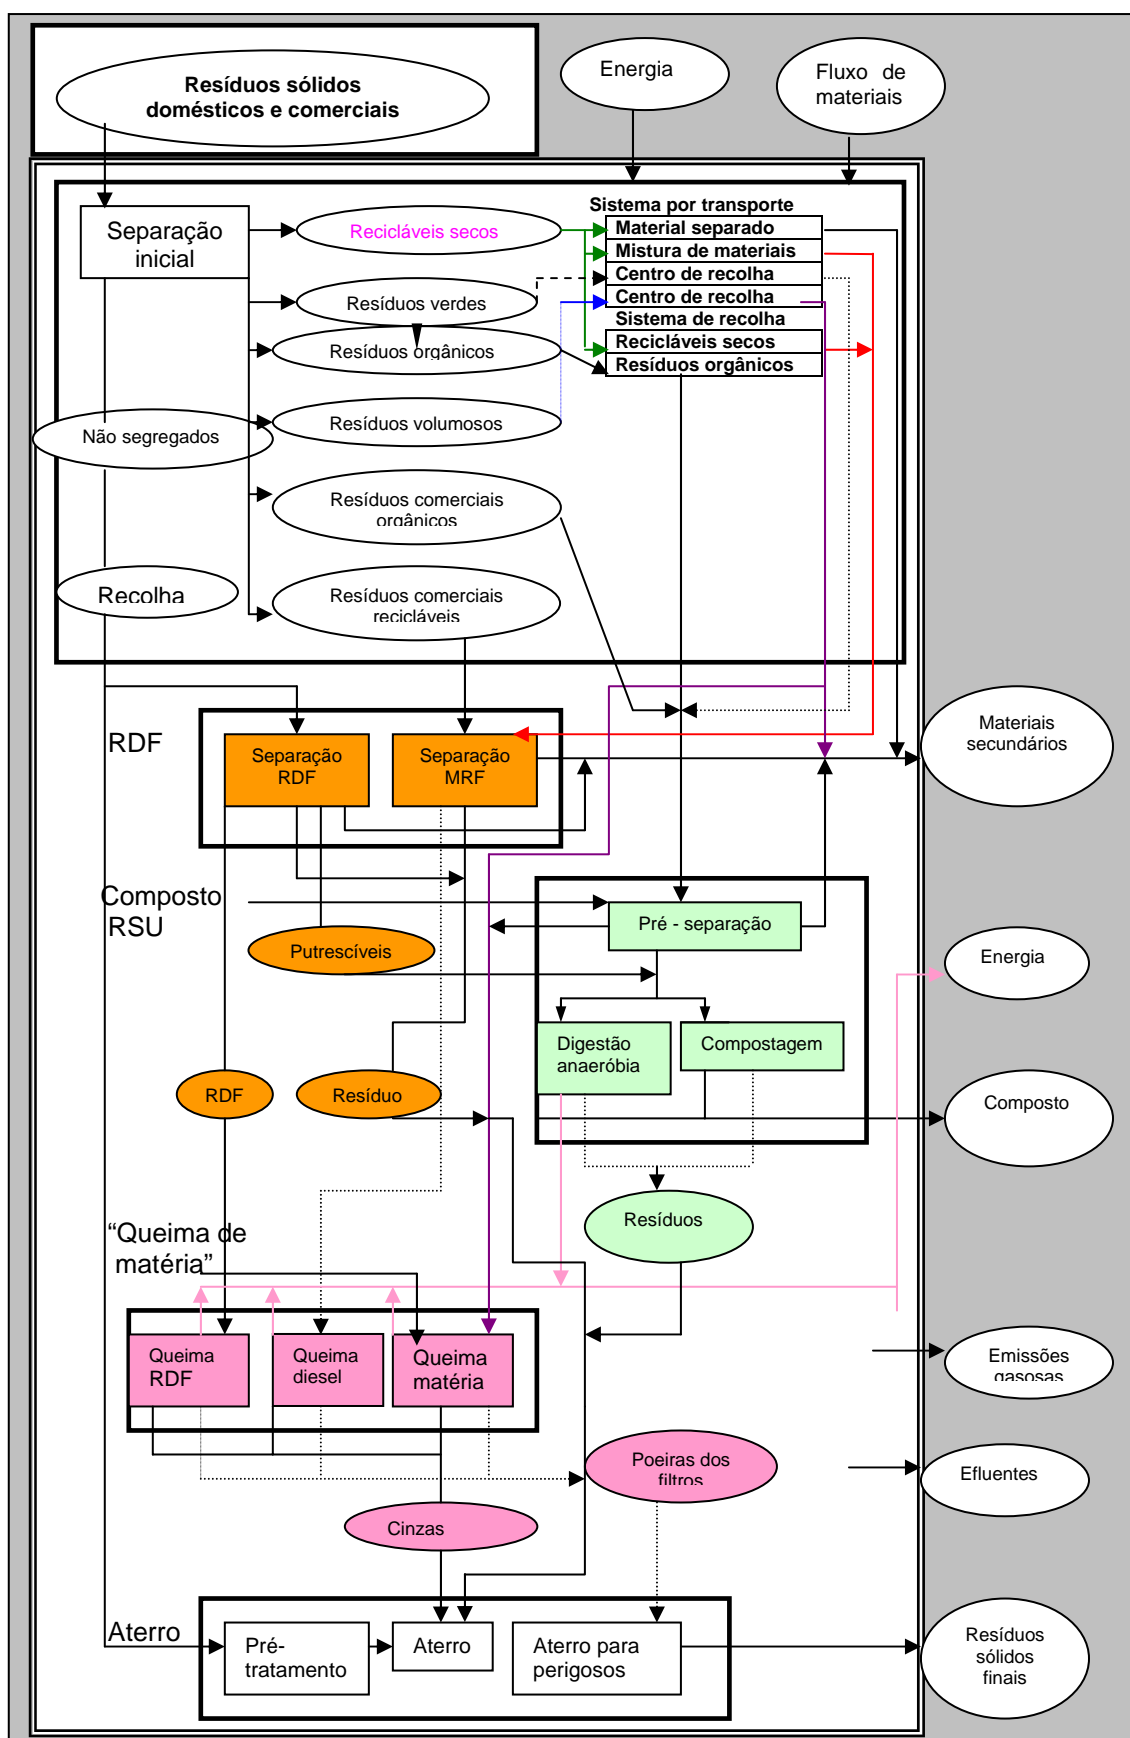 Resíduos sólidos
domésticos e comerciais
Energia
Fluxo de
materiais
Separação
inicial
Recicláveis secos
Resíduos verdes
Resíduos orgânicos
Não segregados
Resíduos volumosos
Resíduos comerciais
orgânicos
Recolha
Resíduos comerciais
recicláveis
Sistema por transporte
Material separado
Mistura de materiais
Centro de recolha
Centro de recolha
Sistema de recolha
Recicláveis secos
Resíduos orgânicos
RDF
Separação
RDF
Separação
MRF
Materiais
secundários
Composto
RSU
Putrescíveis
Pré - separação
Energia
Digestão
anaeróbia
Compostagem
RDF
Resíduo
Composto
Resíduos
“Queima de
matéria”
Queima
RDF
Queima
diesel
Queima
matéria
Emissões
gasosas
Poeiras dos
filtros
Efluentes
Cinzas
Aterro
Pré-
tratamento
Aterro
Aterro para
perigosos
Resíduos
sólidos
finais